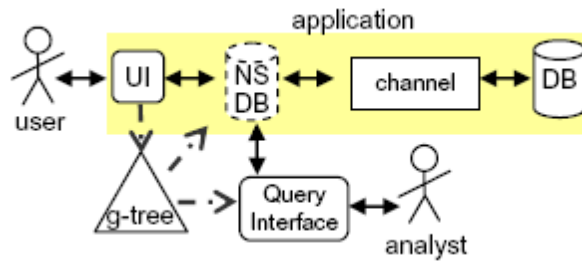 application
UI
NS
DB
channel
DB
user
g-tree
Query
Interface
analyst